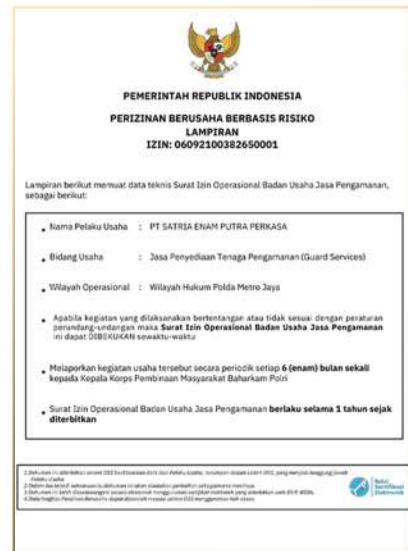 PEMERINTAH REPUBLIK INDONESIA
PERIZINAN BERUSAHA BERBASIS RISIKO
LAMPIRAN
IZIN: 06092100382650001
Lampiran berikut memuat data teknis Surat Izin Operasional Badan Usaha Jasa Pengamanan,
sebagai berikut:
• Nama Pelaku Usaha : PT SATRIA ENAM PUTRA PERKASA
• Bidang Usaha : Jasa Penyediaan Tenaga Pengamanan (Guard Services)
• Wilayah Operasional : Wilayah Hukum Polda Metro Jaya
• Apabila kegiatan yang dilaksanakan bertentangan atau tidak sesuai dengan peraturan
perundang-undangan maka Surat Izin Operasional Badan Usaha Jasa Pengamanan
ini dapat DIBEKUKAN sewaktu-waktu
• Melaporkan kegiatan usaha tersebut secara periodik setiap 6 (enam) bulan sekali
kepada Kepala Korps Pembinaan Masyarakat Baharkam Polri
• Surat Izin Operasional Badan Usaha Jasa Pengamanan berlaku selama 1 tahun sejak
diterbitkan
Balai
Sertifikasi
Elektronik